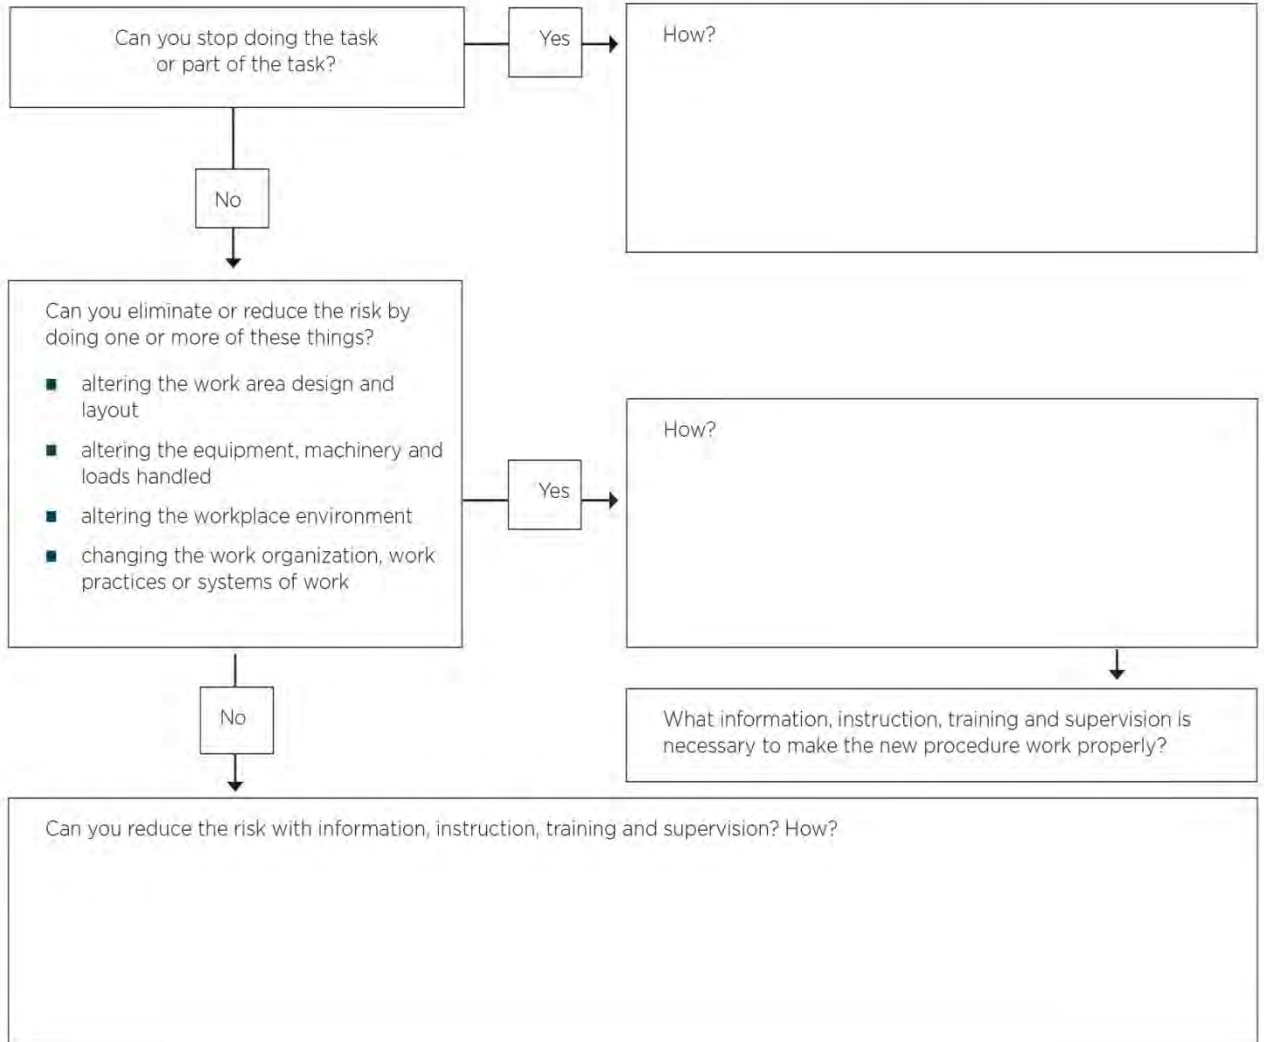 Can you stop doing the task
or part of the task?
Yes
How?
No
Can you eliminate or reduce the risk by
doing one or more of these things?
■ altering the work area design and
layout
■ altering the equipment, machinery and
loads handled
■ altering the workplace environment
■ changing the work organization, work
practices or systems of work
Yes
How?
No
What information, instruction, training and supervision is
necessary to make the new procedure work properly?
Can you reduce the risk with information, instruction, training and supervision? How?